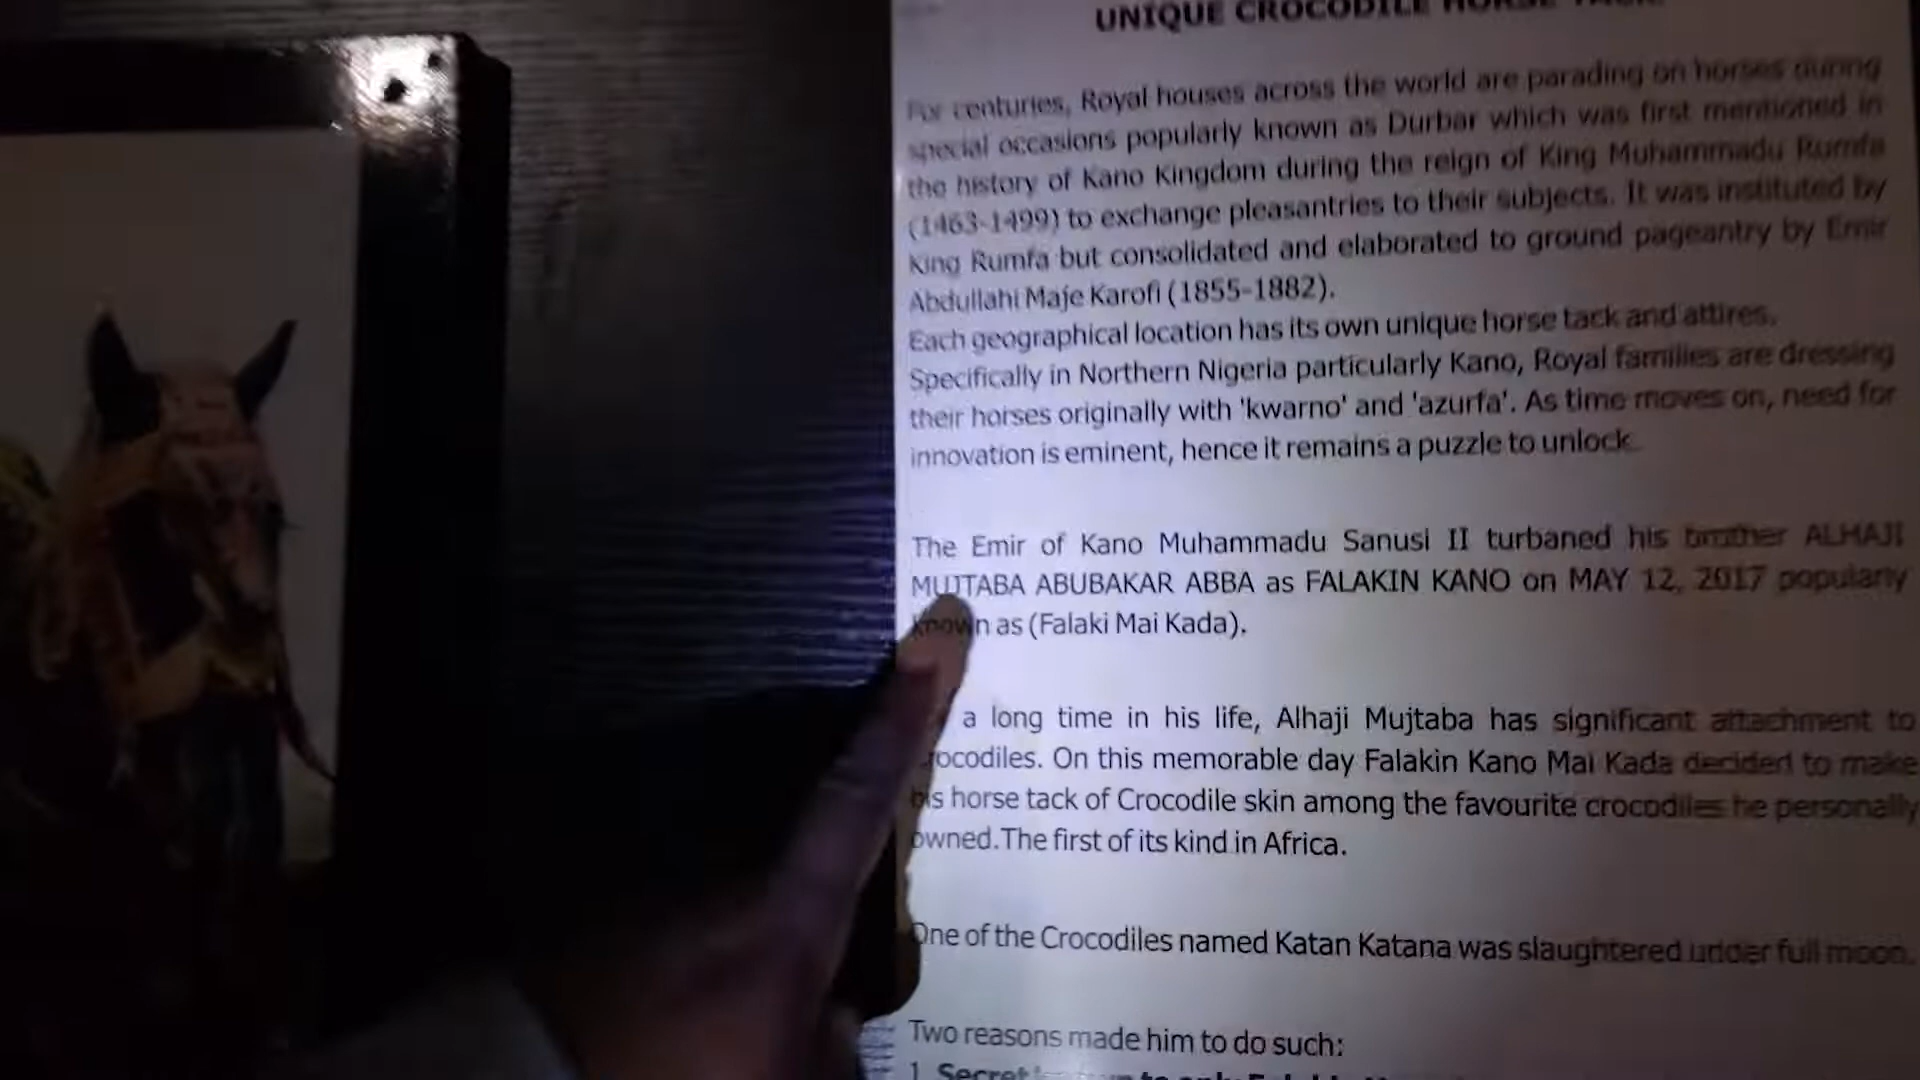 UNIQUE CROCODILE HORSE TACK
For centuries, Royal houses across the world are parading on horses during
special occasions popularly known as Durbar which was first mentioned in
the history of Kano Kingdom during the reign of King Muhammadu Rumfa
(1463-1499) to exchange pleasantries to their subjects. It was instituted by
King Rumfa but consolidated and elaborated to ground pageantry by Emir
Abdullahi Maje Karofi (1855-1882).
Each geographical location has its own unique horse tack and attires.
Specifically in Northern Nigeria particularly Kano, Royal families are dressing
their horses originally with 'kwarno' and 'azurfa'. As time moves on, need for
innovation is eminent, hence it remains a puzzle to unlock.
The Emir of Kano Muhammadu Sanusi II turbaned his brother ALHAJI
MUJTABA ABUBAKAR ABBA as FALAKIN KANO on MAY 12, 2017 popularly
known as (Falaki Mai Kada).
a long time in his life, Alhaji Mujtaba has significant attachment to
crocodiles. On this memorable day Falakin Kano Mai Kada decided to make
his horse tack of Crocodile skin among the favourite crocodiles he personally
owned.The first of its kind in Africa.
One of the Crocodiles named Katan Katana was slaughtered under full moon.
Two reasons made him to do such:
1. Secret